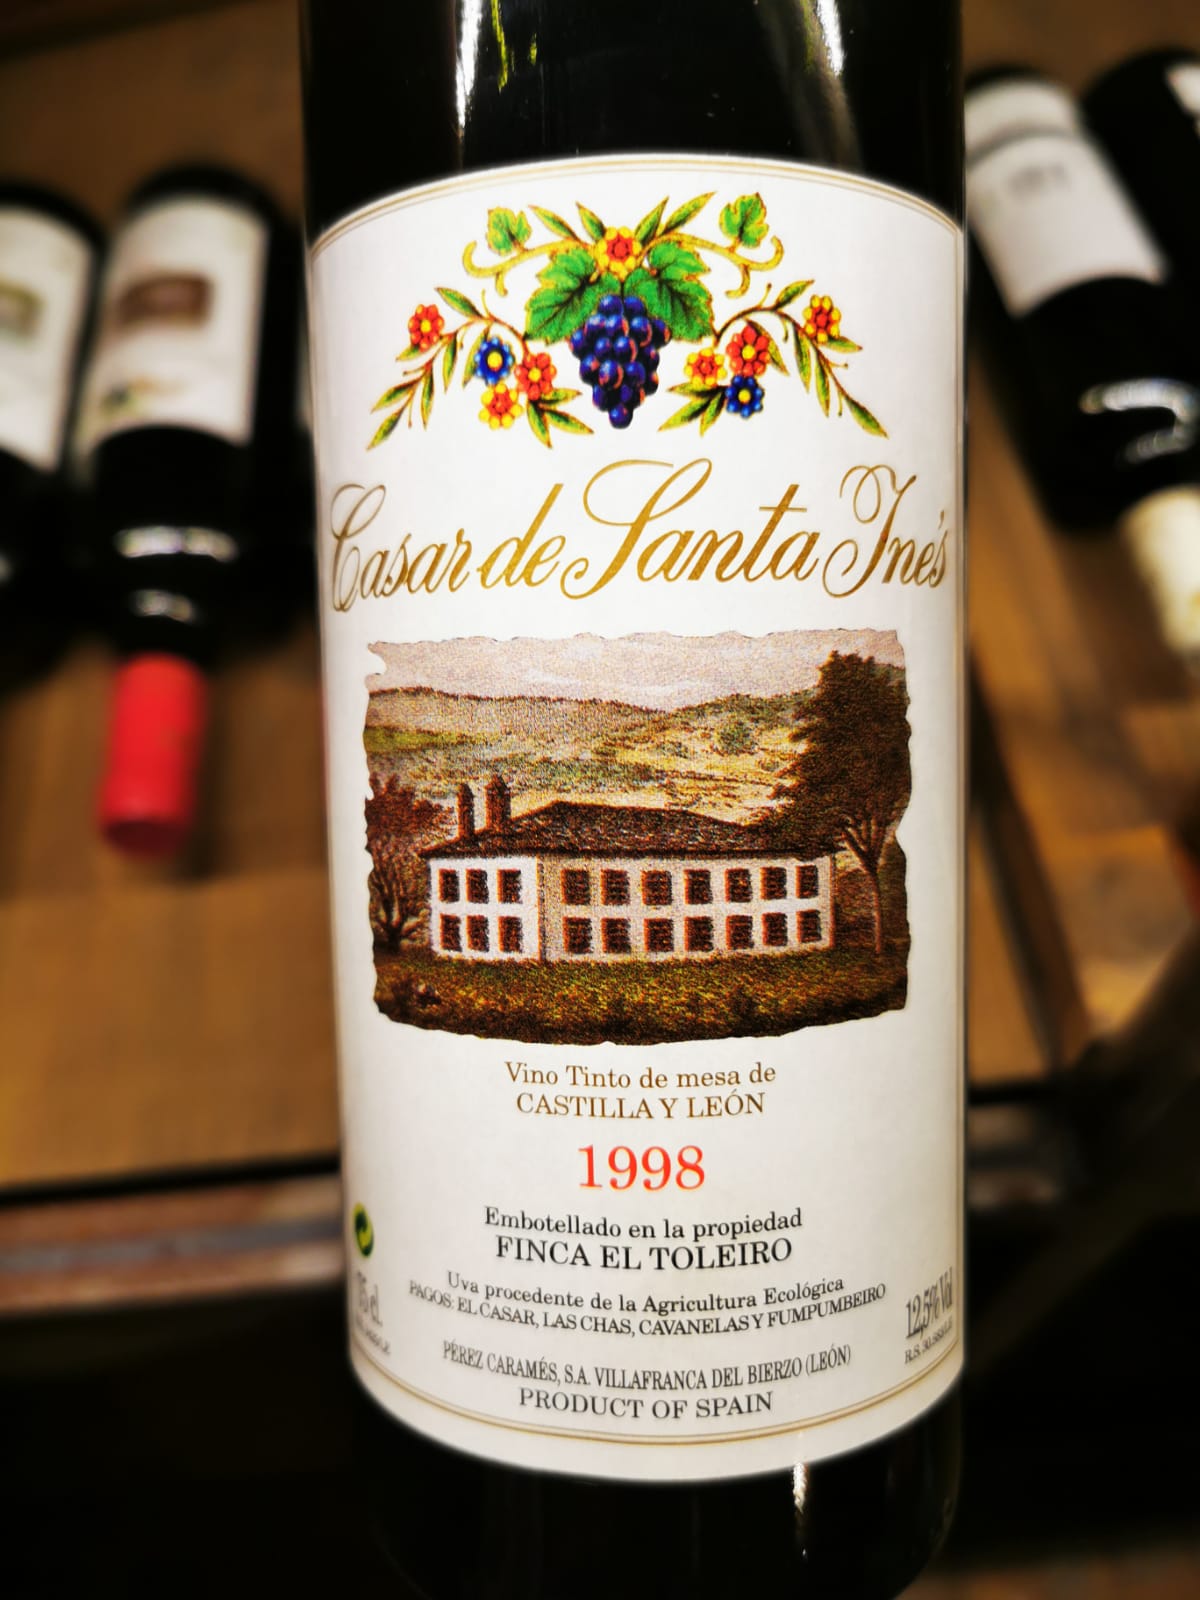 Casar de Santa Inés
Vino Tinto de mesa de
CASTILLA Y LEÓN
1998
Embotellado en la propiedad
FINCA EL TOLEIRO
Uva procedente de la Agricultura Ecológica
PAGOS: EL CASAR, LAS CHAS, CAVANELAS Y FUMPUMBEIRO
12,5% Vol.
PÉREZ CARAMÉS, S.A. VILLAFRANCA DEL BIERZO (LEÓN)
PRODUCT OF SPAIN